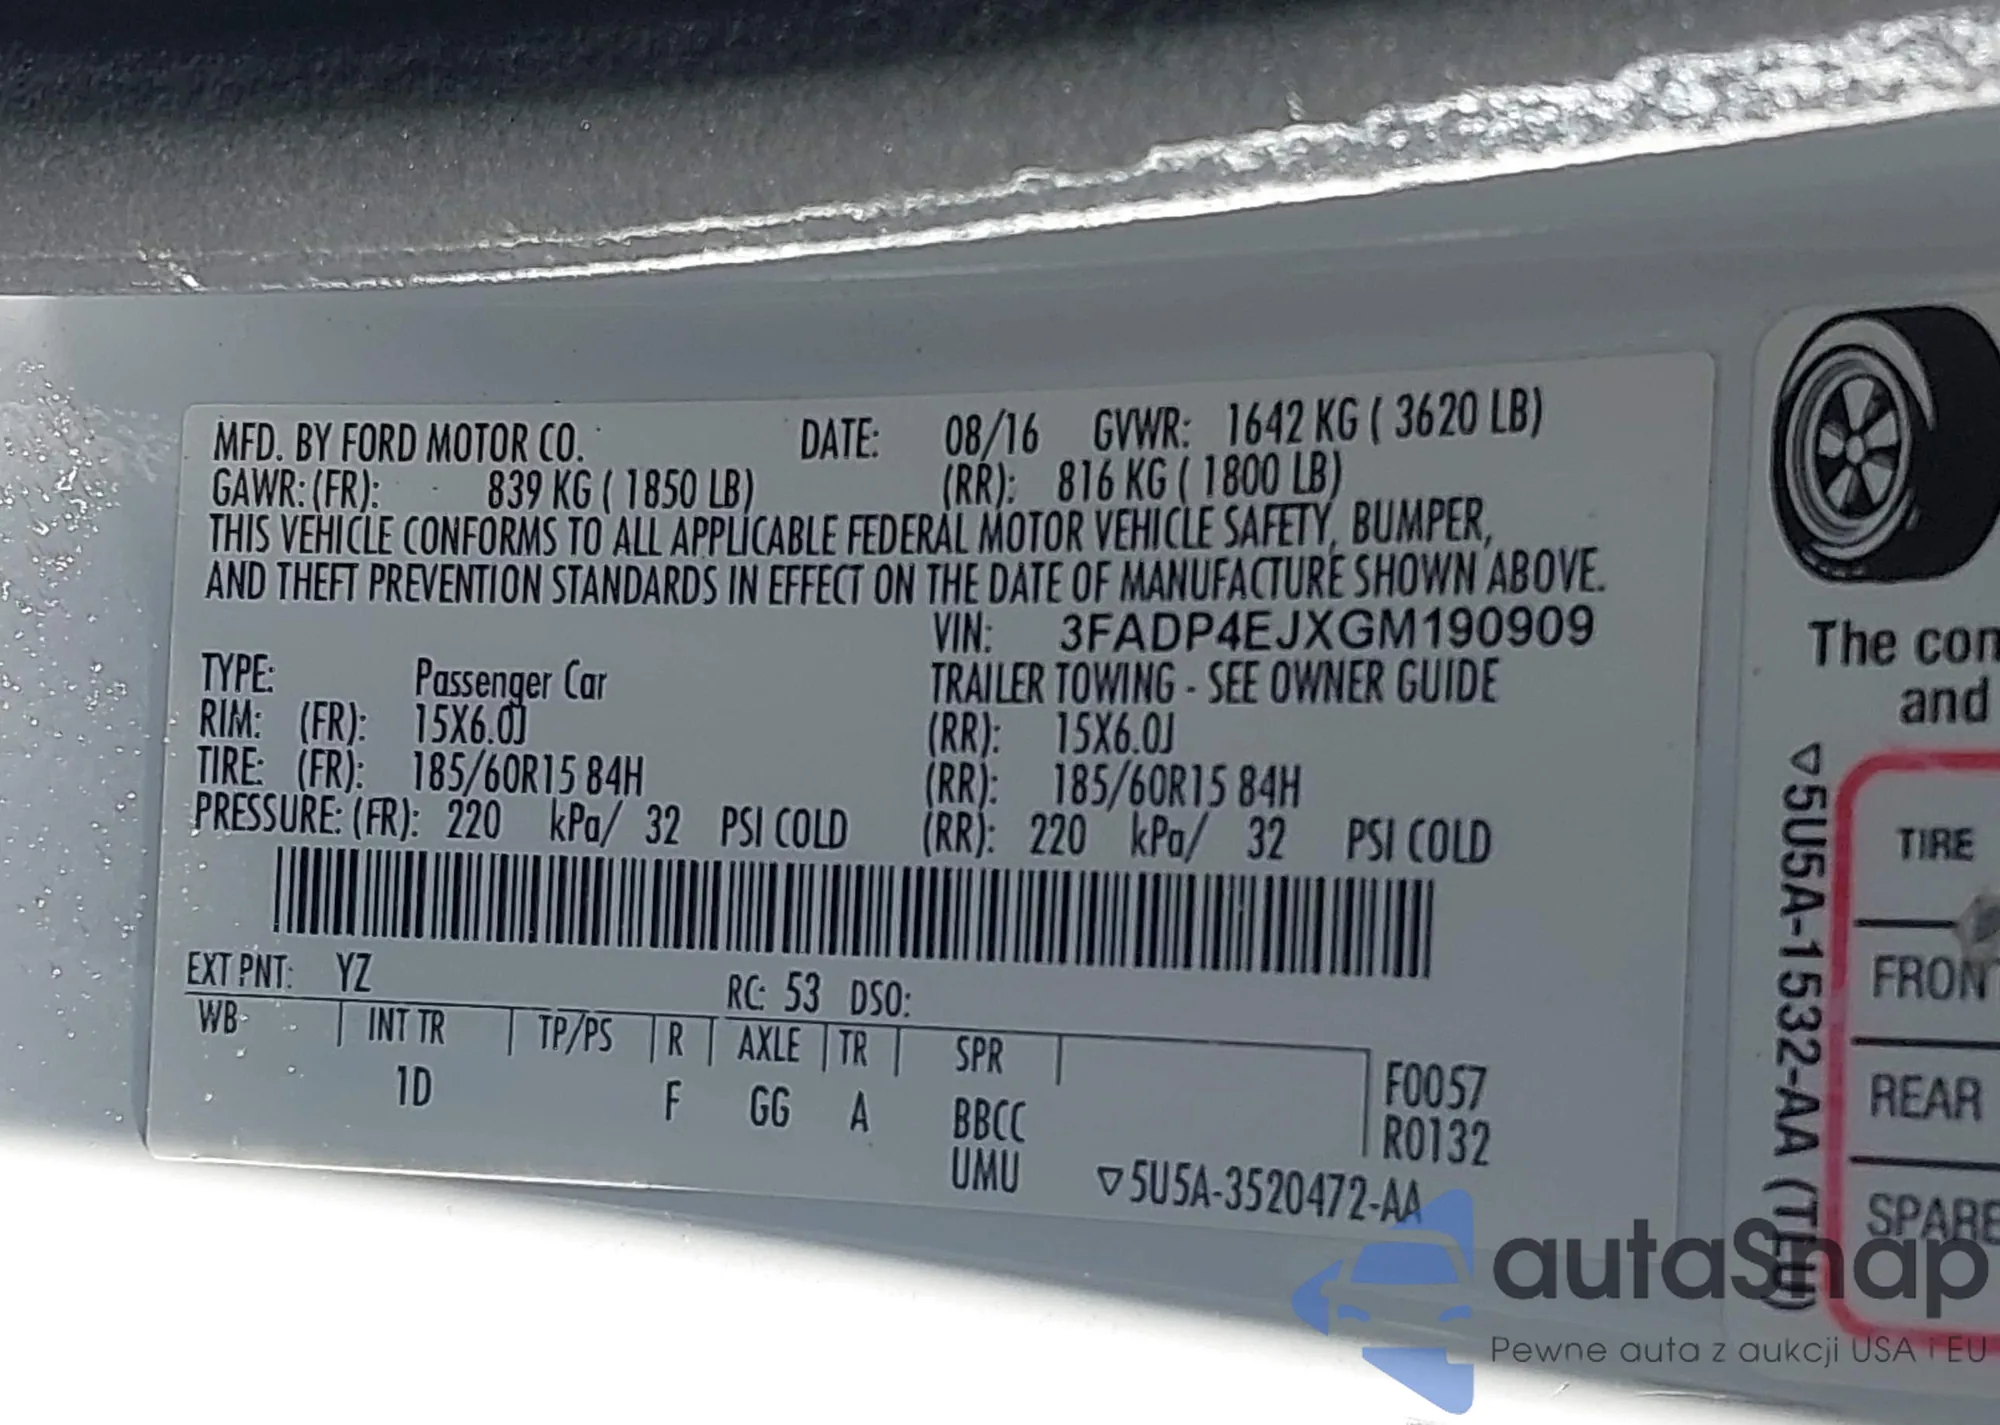 MFD. BY FORD MOTOR CO. DATE: 08/16 GVWR: 1642 KG ( 3620 LB)
GAWR: (FR): 839 KG ( 1850 LB) (RR): 816 KG ( 1800 LB)
THIS VEHICLE CONFORMS TO ALL APPLICABLE FEDERAL MOTOR VEHICLE SAFETY, BUMPER,
AND THEFT PREVENTION STANDARDS IN EFFECT ON THE DATE OF MANUFACTURE SHOWN ABOVE.
VIN: 3FADP4EJXGM190909
TYPE: Passenger Car TRAILER TOWING - SEE OWNER GUIDE
RIM: (FR): 15X6.0J (RR): 15X6.0J
TIRE: (FR): 185/60R15 84H (RR): 185/60R15 84H
PRESSURE: (FR): 220 kPa/ 32 PSI COLD (RR): 220 kPa/ 32 PSI COLD
EXT PNT: YZ RC: 53 DSO:
WB INT TR TP/PS R AXLE TR SPR
1D F GG A BBCC
UMU
F0057
R0132
▽5U5A-3520472-AA
The con
and
▽5U5A-1532-AA (TLU)
TIRE
FRONT
REAR
SPARE
autaSnap
Pewne auta z aukcji USA i EU